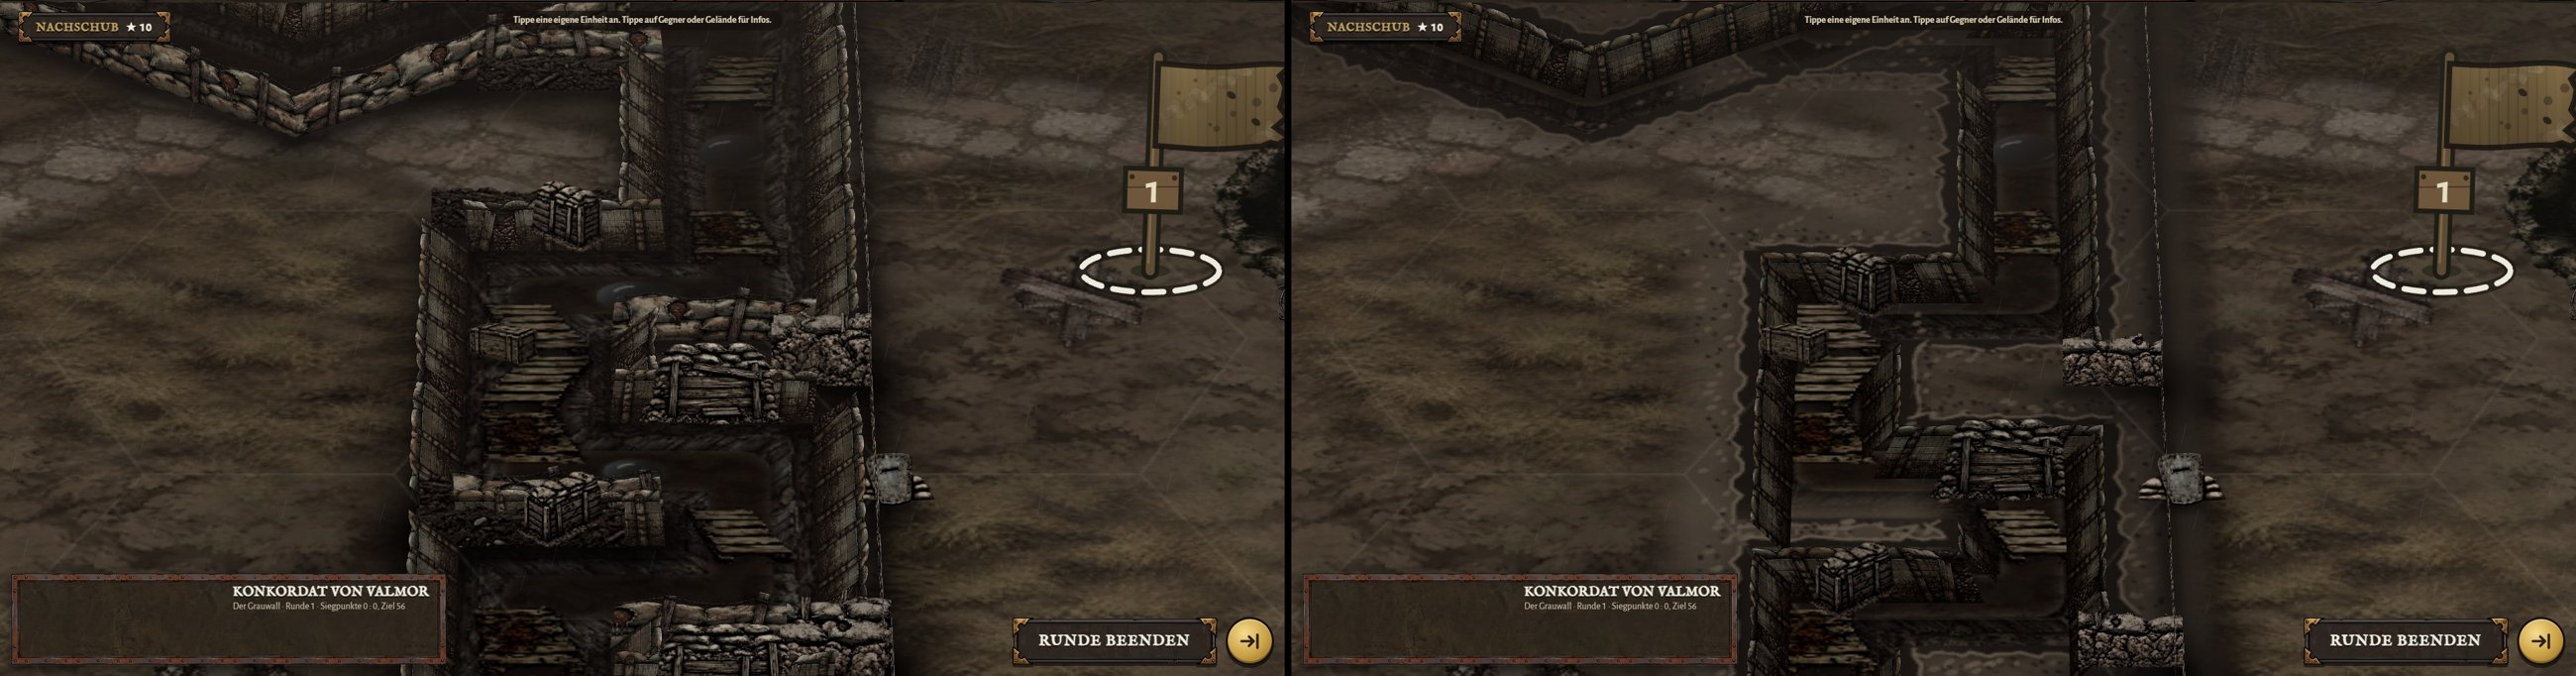 NACHSCHUB ★ 10
Tippe eine eigene Einheit an. Tippe auf Gegner oder Gelände für Infos.
1
KONKORDAT VON VALMOR
Der Grauwall · Runde 1 · Siegpunkte 0 : 0, Ziel 56
RUNDE BEENDEN
NACHSCHUB ★ 10
Tippe eine eigene Einheit an. Tippe auf Gegner oder Gelände für Infos.
1
KONKORDAT VON VALMOR
Der Grauwall · Runde 1 · Siegpunkte 0 : 0, Ziel 56
RUNDE BEENDEN